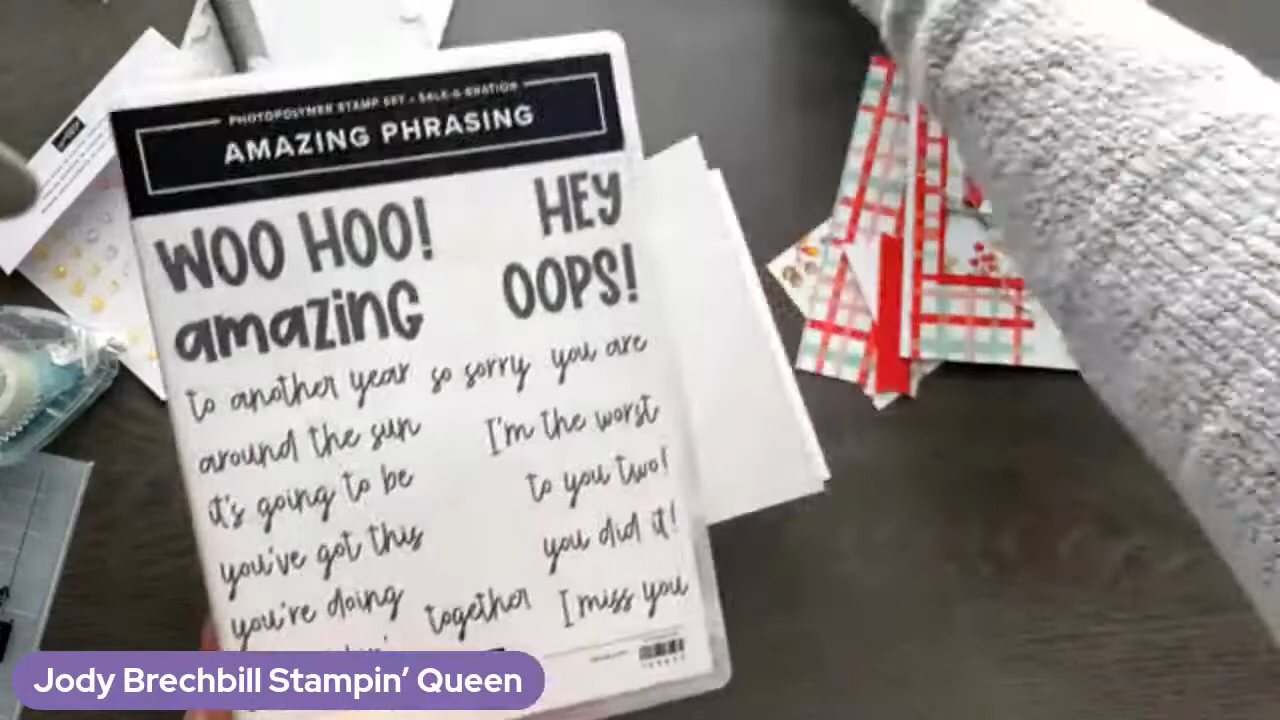 PHOTOPOLYMER STAMP SET • SALE-A-BRATION
AMAZING PHRASING
WOO HOO!
HEY
amazing
OOPS!
to another year
so sorry
you are
around the sun
I'm the worst
it's going to be
to you two!
you've got this
you did it!
you're doing
together
I miss you
Jody Brechbill Stampin' Queen